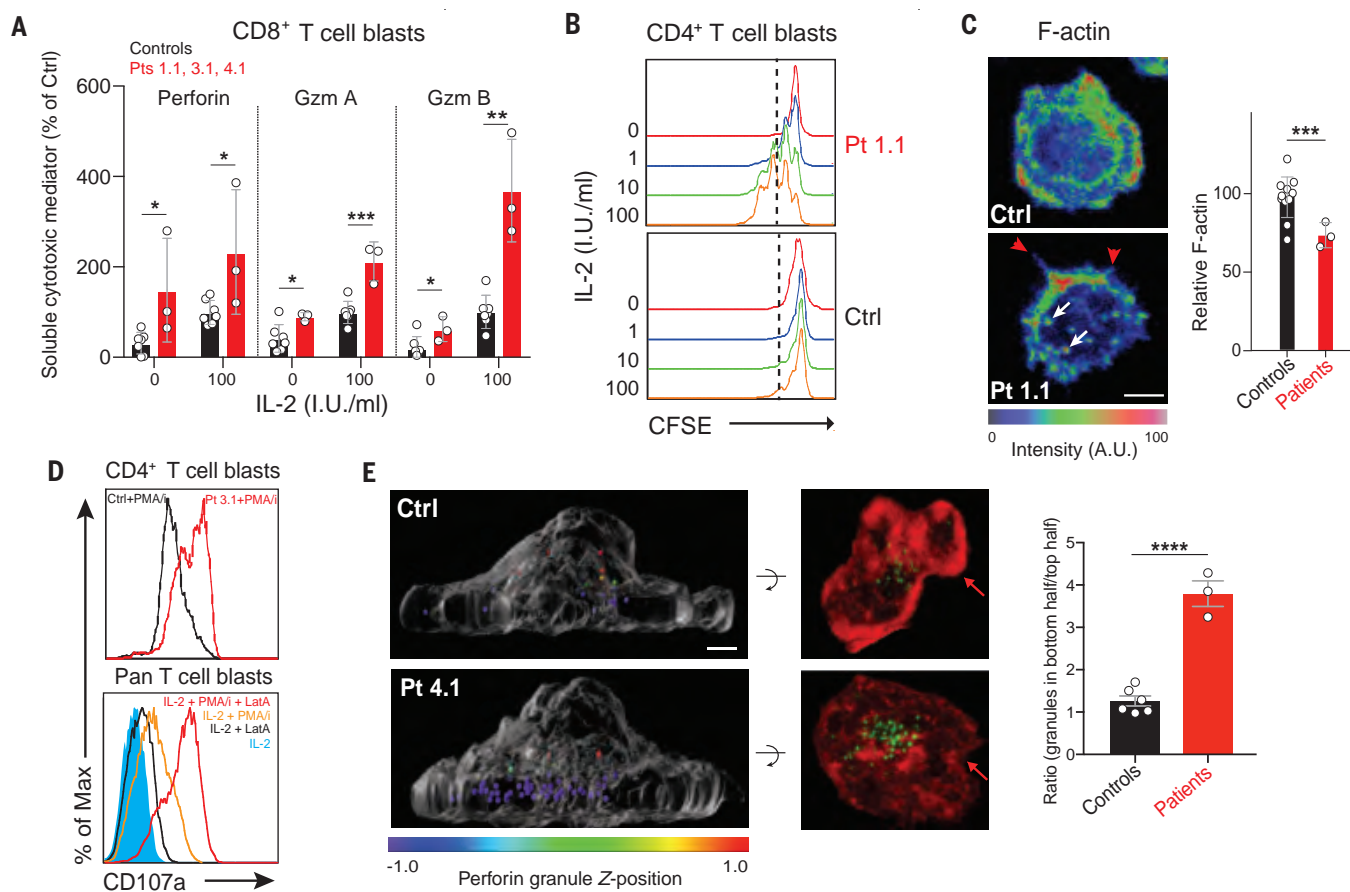 A
CD8+ T cell blasts
Controls
Pts 1.1, 3.1, 4.1
Perforin
Gzm A
Gzm B
Soluble cytotoxic mediator (% of Ctrl)
600
400
200
0
*
*
*
***
*
**
0
100
0
100
0
100
IL-2 (I.U./ml)
B
CD4+ T cell blasts
IL-2 (I.U./ml)
0
1
10
100
Pt 1.1
0
1
10
100
Ctrl
CFSE
C
F-actin
Ctrl
Pt 1.1
0
100
Intensity (A.U.)
Relative F-actin
100
50
0
***
Controls
Patients
D
CD4+ T cell blasts
Ctrl+PMA/i
Pt 3.1+PMA/i
Pan T cell blasts
IL-2 + PMA/i + LatA
IL-2 + PMA/i
IL-2 + LatA
IL-2
% of Max
CD107a
E
Ctrl
Pt 4.1
-1.0
1.0
Perforin granule Z-position
Ratio (granules in bottom half/top half)
5
4
3
2
1
0
****
Controls
Patients